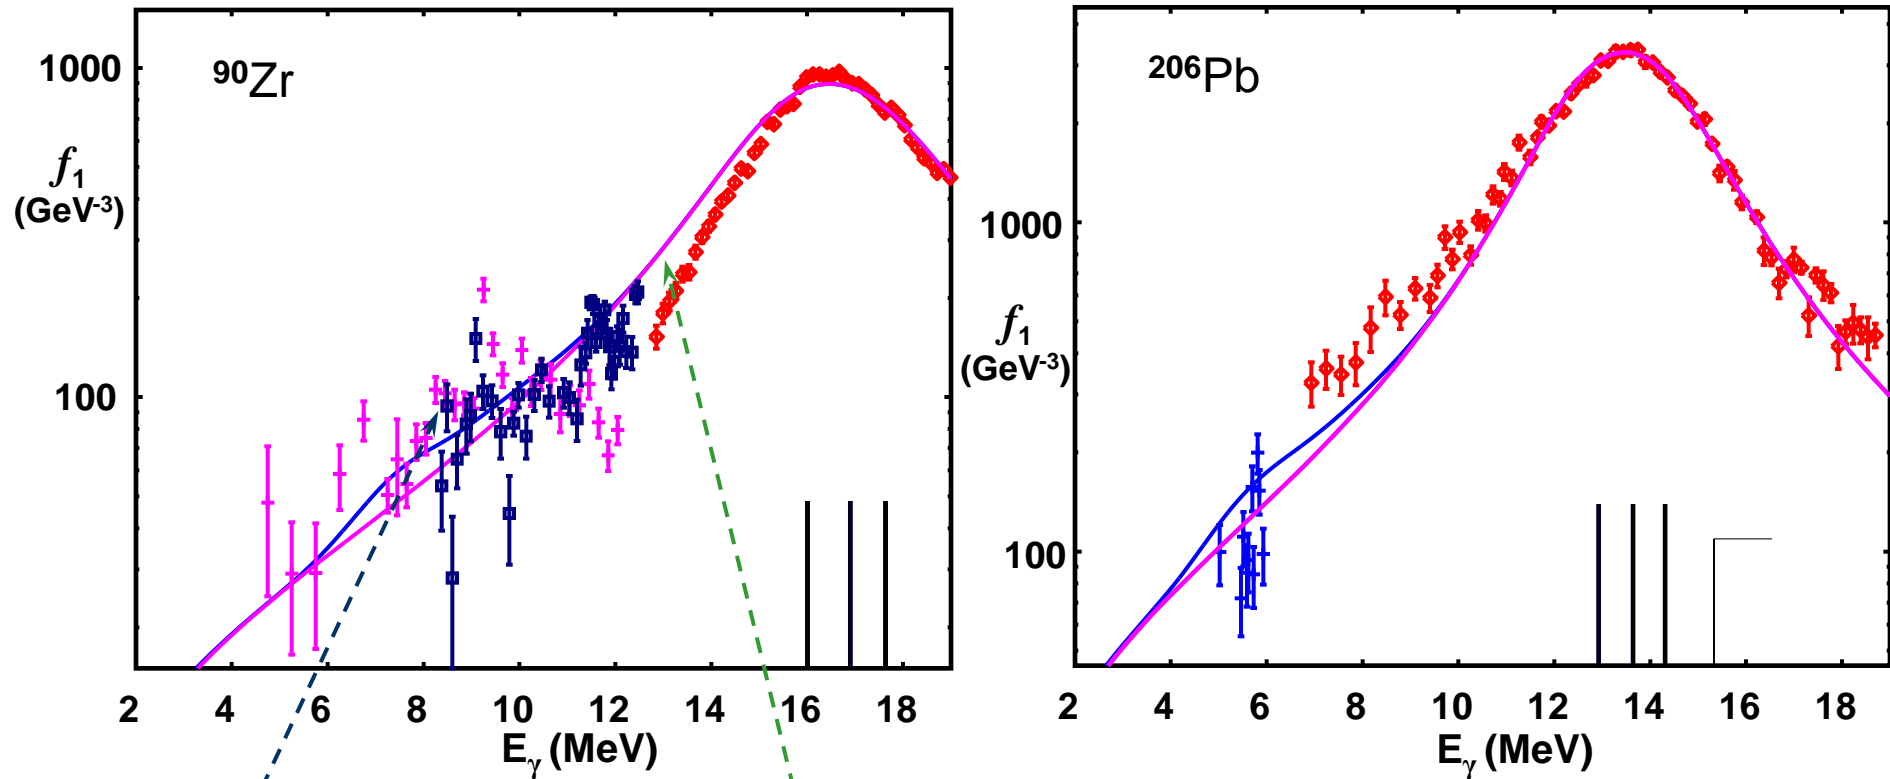 ⁹⁰Zr
1000
f₁
(GeV⁻³)
100
2 4 6 8 10 12 14 16 18
E_γ (MeV)
²⁰⁶Pb
1000
f₁
(GeV⁻³)
100
2 4 6 8 10 12 14 16 18
E_γ (MeV)